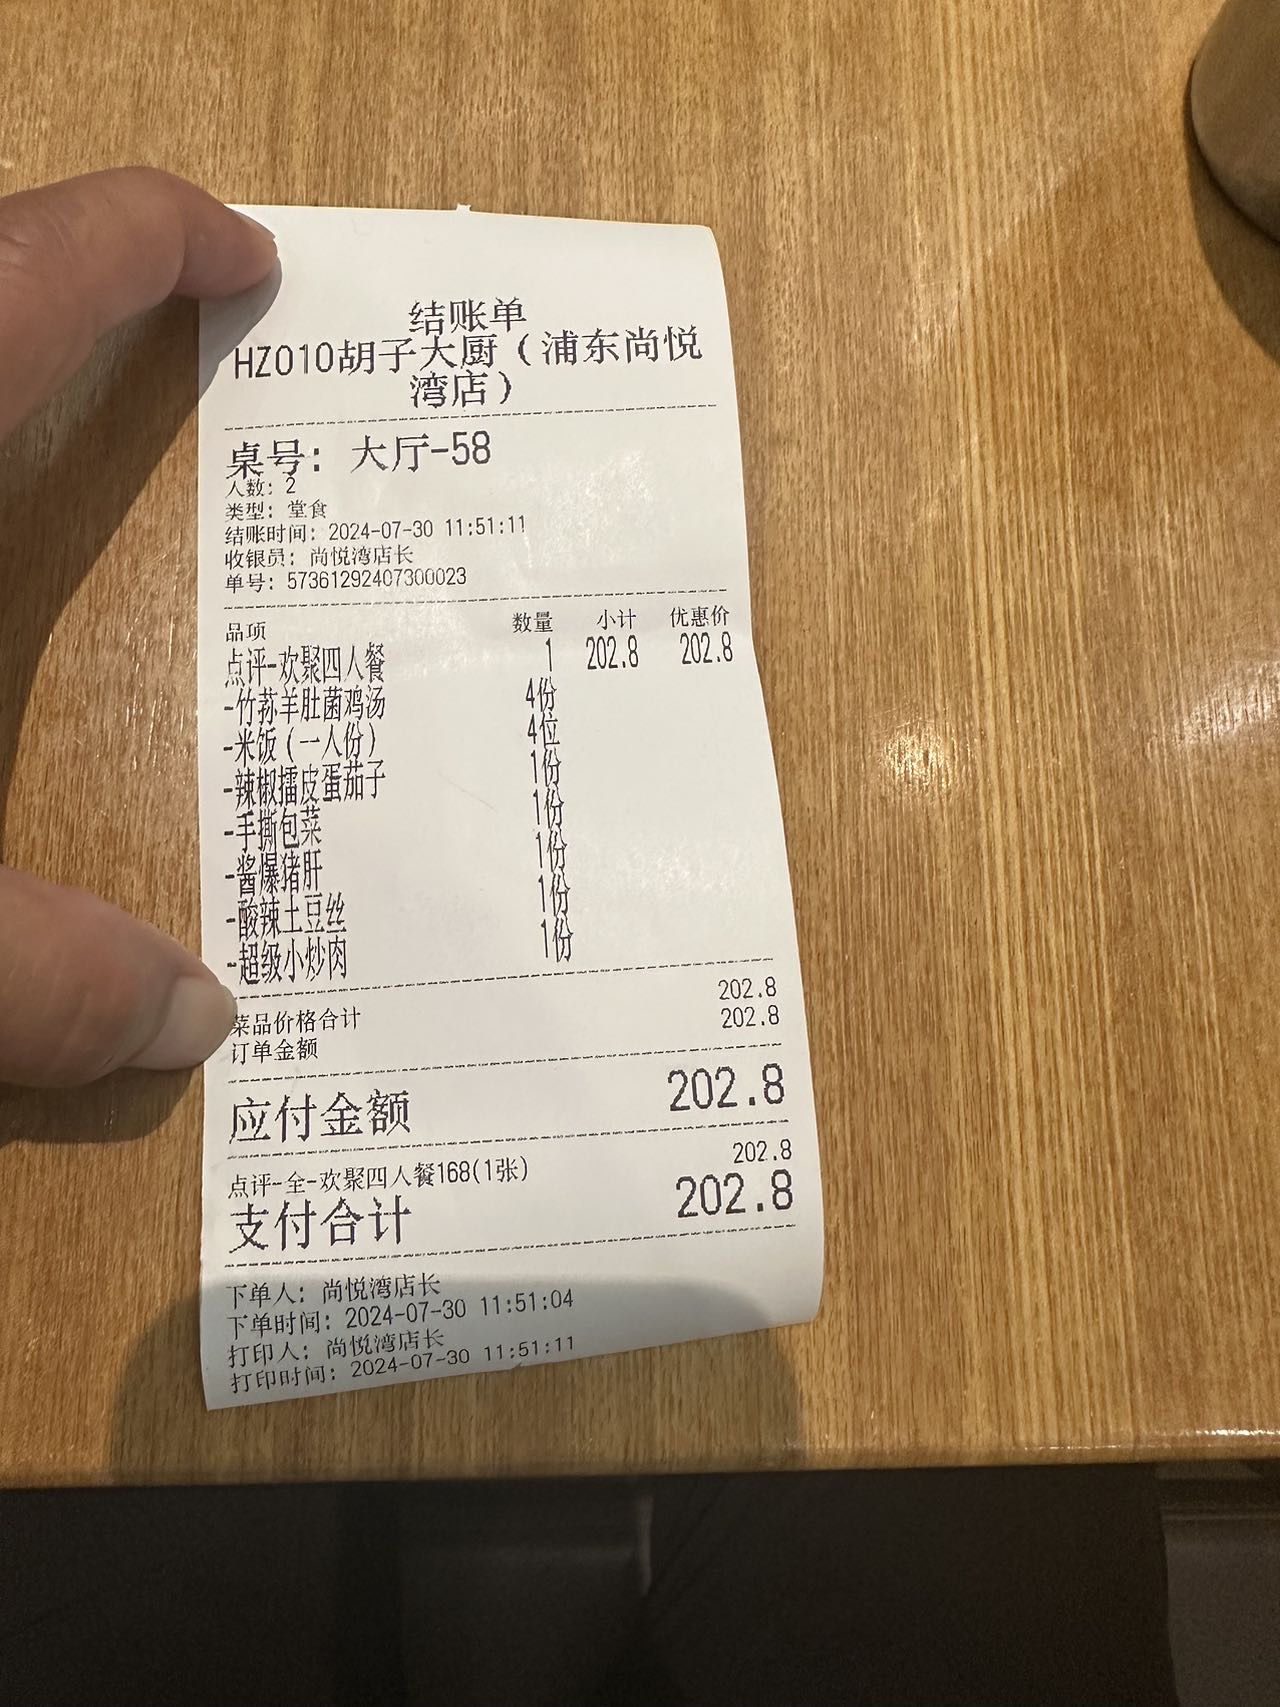 结账单
HZ010胡子大厨（浦东尚悦
湾店）
桌号：大厅-58
人数：2
类型：堂食
结账时间：2024-07-30 11:51:11
收银员：尚悦湾店长
单号：57361292407300023
品项 数量 小计 优惠价
点评-欢聚四人餐 1 202.8 202.8
-竹荪羊肚菌鸡汤 4份
-米饭（一人份） 4位
-辣椒擂皮蛋茄子 1份
-手撕包菜 1份
-酱爆猪肝 1份
-酸辣土豆丝 1份
-超级小炒肉 1份
菜品价格合计 202.8
订单金额 202.8
应付金额 202.8
点评-全-欢聚四人餐168(1张) 202.8
支付合计 202.8
下单人：尚悦湾店长
下单时间：2024-07-30 11:51:04
打印人：尚悦湾店长
打印时间：2024-07-30 11:51:11